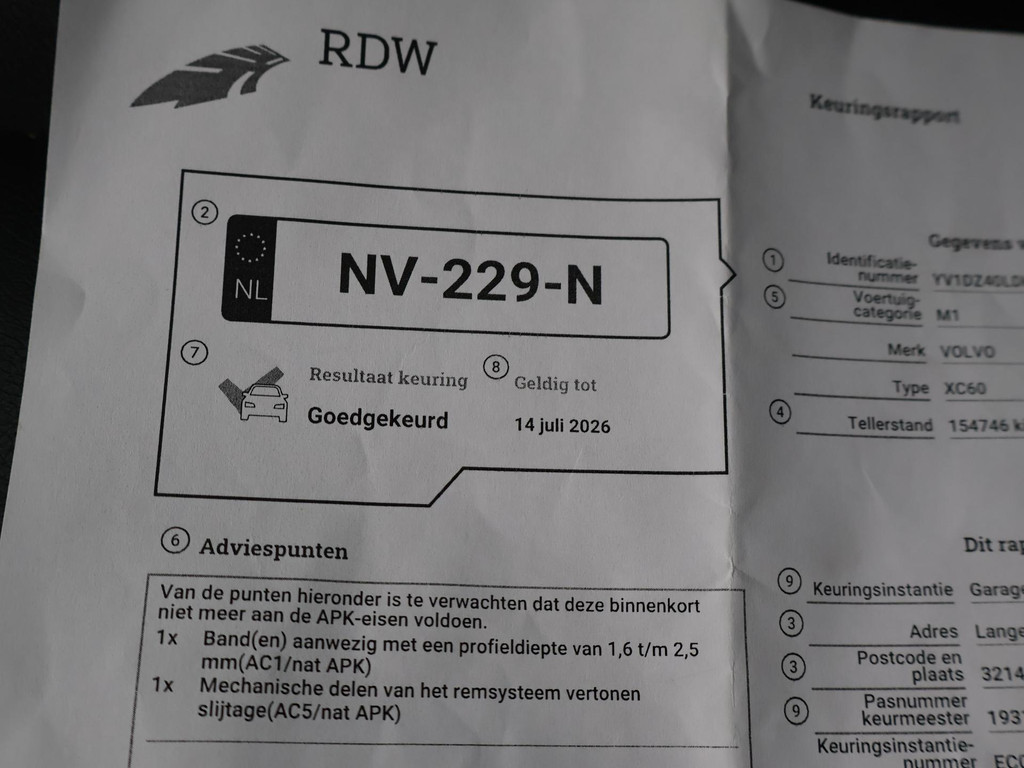 RDW
Keuringsrapport
2
NL
NV-229-N
7
Resultaat keuring
Goedgekeurd
8
Geldig tot
14 juli 2026
6 Adviespunten
Van de punten hieronder is te verwachten dat deze binnenkort
niet meer aan de APK-eisen voldoen.
1x Band(en) aanwezig met een profieldiepte van 1,6 t/m 2,5
mm(AC1/nat APK)
1x Mechanische delen van het remsysteem vertonen
slijtage(AC5/nat APK)
Gegevens
1 Identificatie-
nummer
5 Voertuig-
categorie M1
Merk VOLVO
Type XC60
4 Tellerstand 154746
Dit
9 Keuringsinstantie
3 Adres
3 Postcode en
plaats 3214
9 Pasnummer
keurmeester
Keuringsinstantie-
nummer